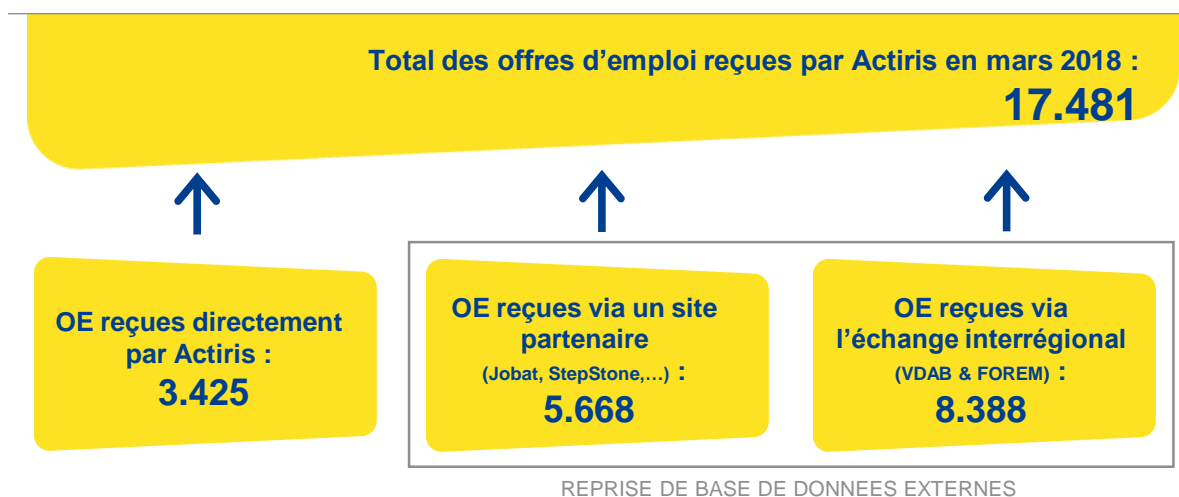 Total des offres d’emploi reçues par Actiris en mars 2018 :
17.481
OE reçues directement
par Actiris :
3.425
OE reçues via un site
partenaire
(Jobat, StepStone,…) :
5.668
OE reçues via
l’échange interrégional
(VDAB & FOREM) :
8.388
REPRISE DE BASE DE DONNEES EXTERNES